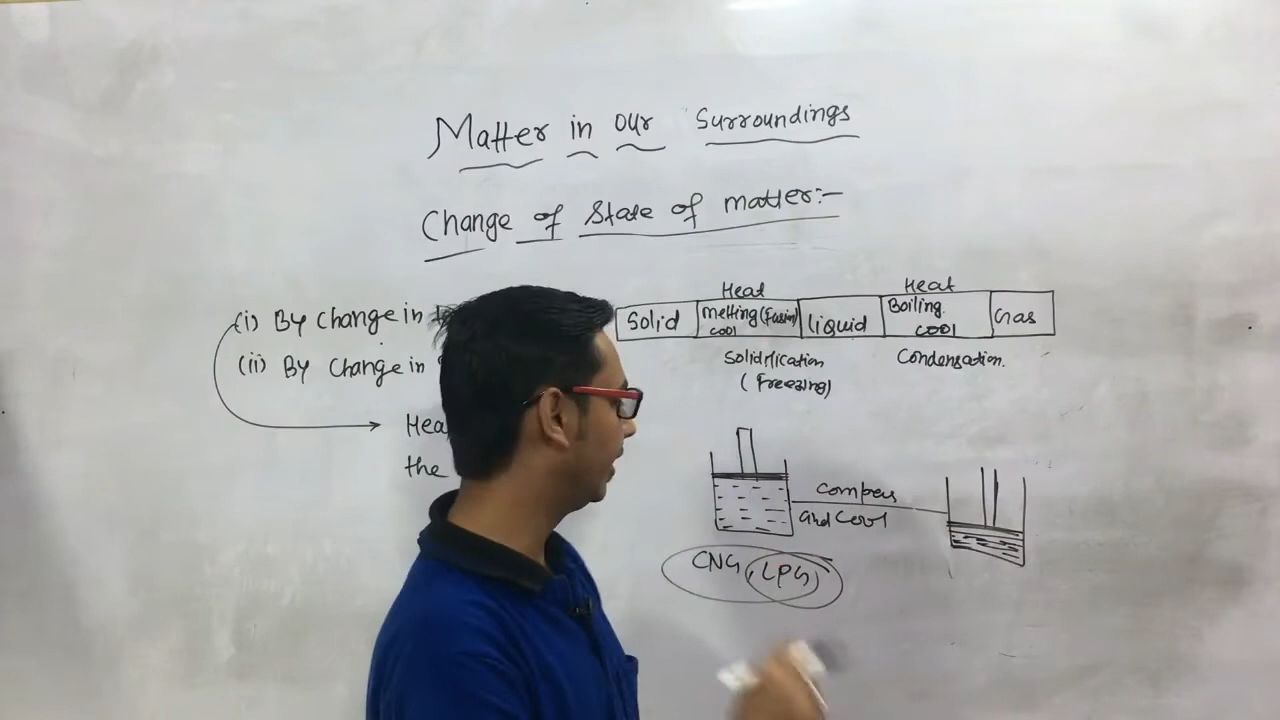 Matter in our Surroundings
Change of State of matter:-
(i) By Change in
(ii) By Change in
Hea
the
Heat Heat
Solid melting (Fusion) cool liquid Boiling cool Gas
Solidification Condensation.
(Freezing)
Compers
and Cool
CNG, LPG